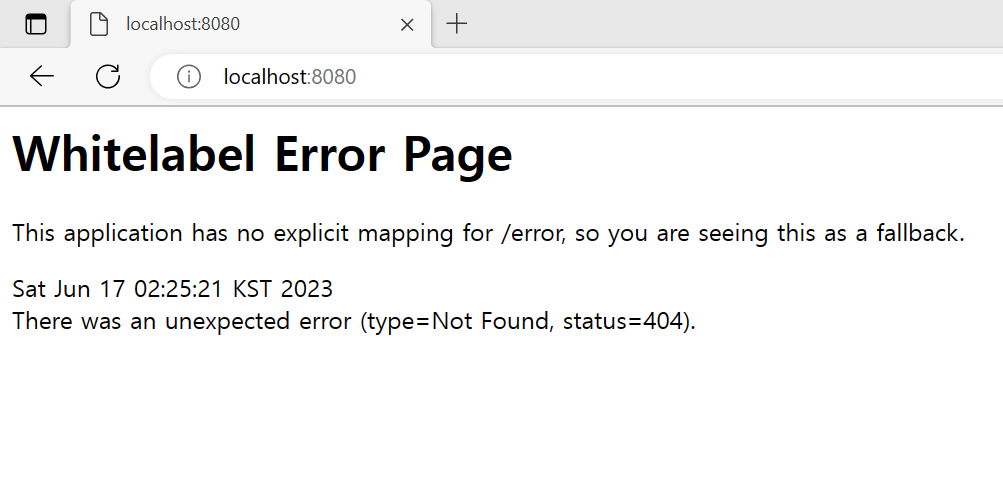 localhost:8080
localhost:8080
Whitelabel Error Page
This application has no explicit mapping for /error, so you are seeing this as a fallback.
Sat Jun 17 02:25:21 KST 2023
There was an unexpected error (type=Not Found, status=404).